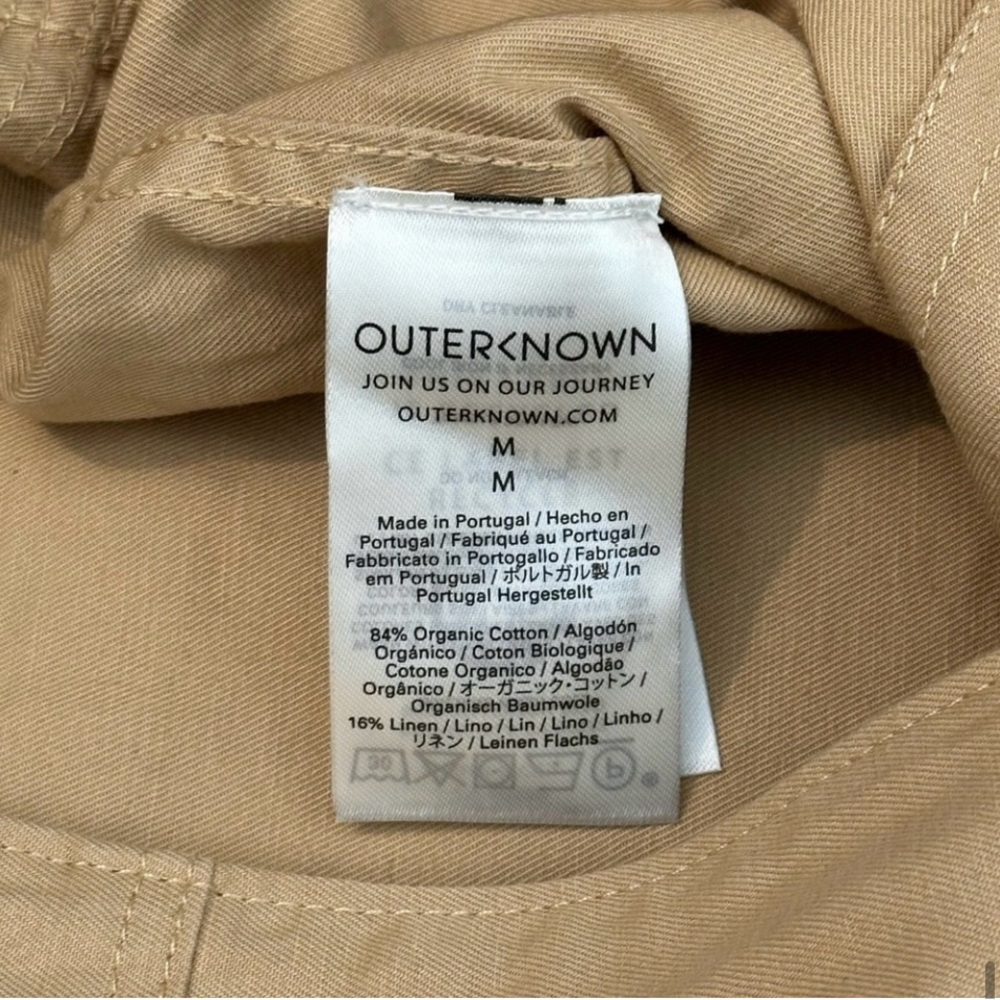 OUTERKNOWN
JOIN US ON OUR JOURNEY
OUTERKNOWN.COM
M
M
Made in Portugal / Hecho en
Portugal / Fabriqué au Portugal /
Fabbricato in Portogallo / Fabricado
em Portugual / ポルトガル製 / In
Portugal Hergestellt
84% Organic Cotton / Algodón
Orgánico / Coton Biologique /
Cotone Organico / Algodão
Orgânico / オーガニック・コットン /
Organisch Baumwole
16% Linen / Lino / Lin / Lino / Linho /
リネン / Leinen Flachs